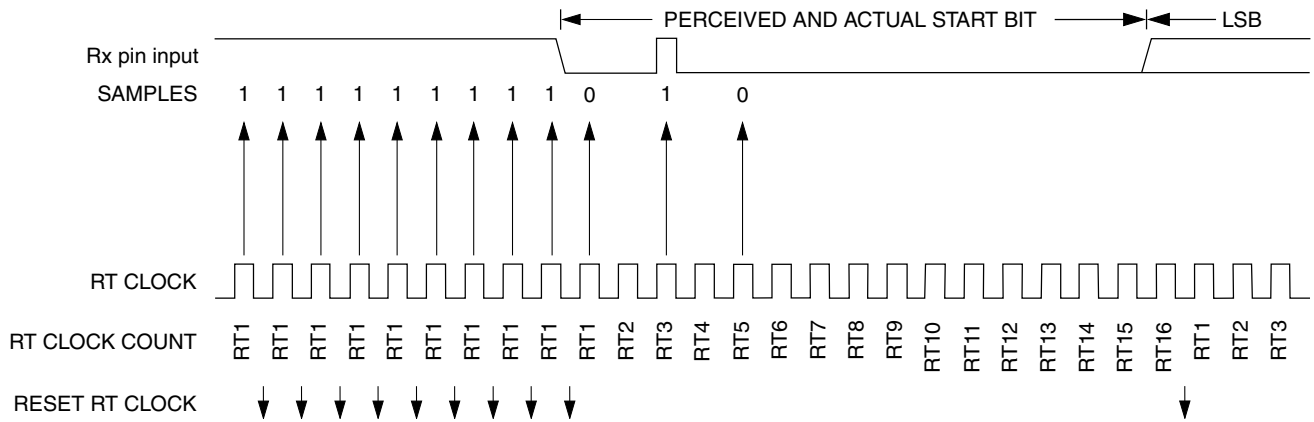 PERCEIVED AND ACTUAL START BIT LSB
Rx pin input
SAMPLES 1 1 1 1 1 1 1 1 1 0 1 0
RT CLOCK
RT CLOCK COUNT RT1 RT1 RT1 RT1 RT1 RT1 RT1 RT1 RT1 RT1 RT2 RT3 RT4 RT5 RT6 RT7 RT8 RT9 RT10 RT11 RT12 RT13 RT14 RT15 RT16 RT1 RT2 RT3
RESET RT CLOCK